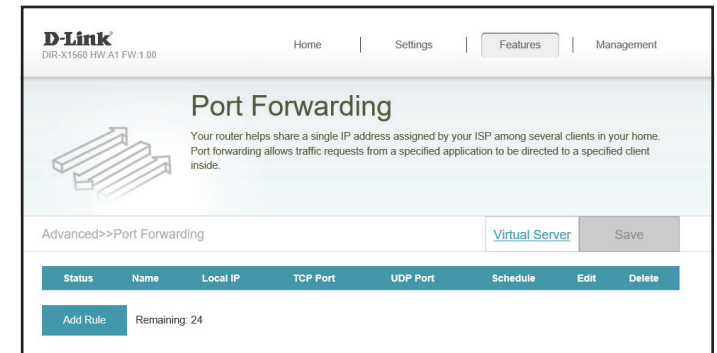 D-Link
DIR-X1560 HW:A1 FW:1.00
Home | Settings | Features | Management
Port Forwarding
Your router helps share a single IP address assigned by your ISP among several clients in your home.
Port forwarding allows traffic requests from a specified application to be directed to a specified client
inside.
Advanced>>Port Forwarding
Virtual Server
Save
Status Name Local IP TCP Port UDP Port Schedule Edit Delete
Add Rule Remaining: 24